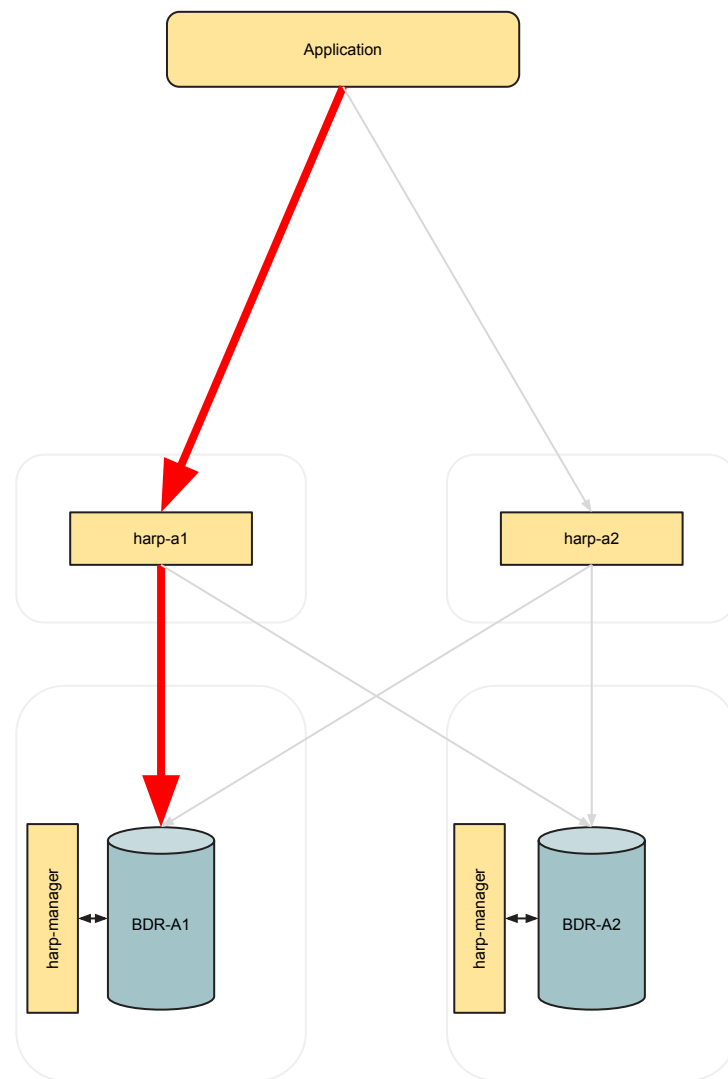 Application
harp-a1
harp-a2
harp-manager
BDR-A1
harp-manager
BDR-A2